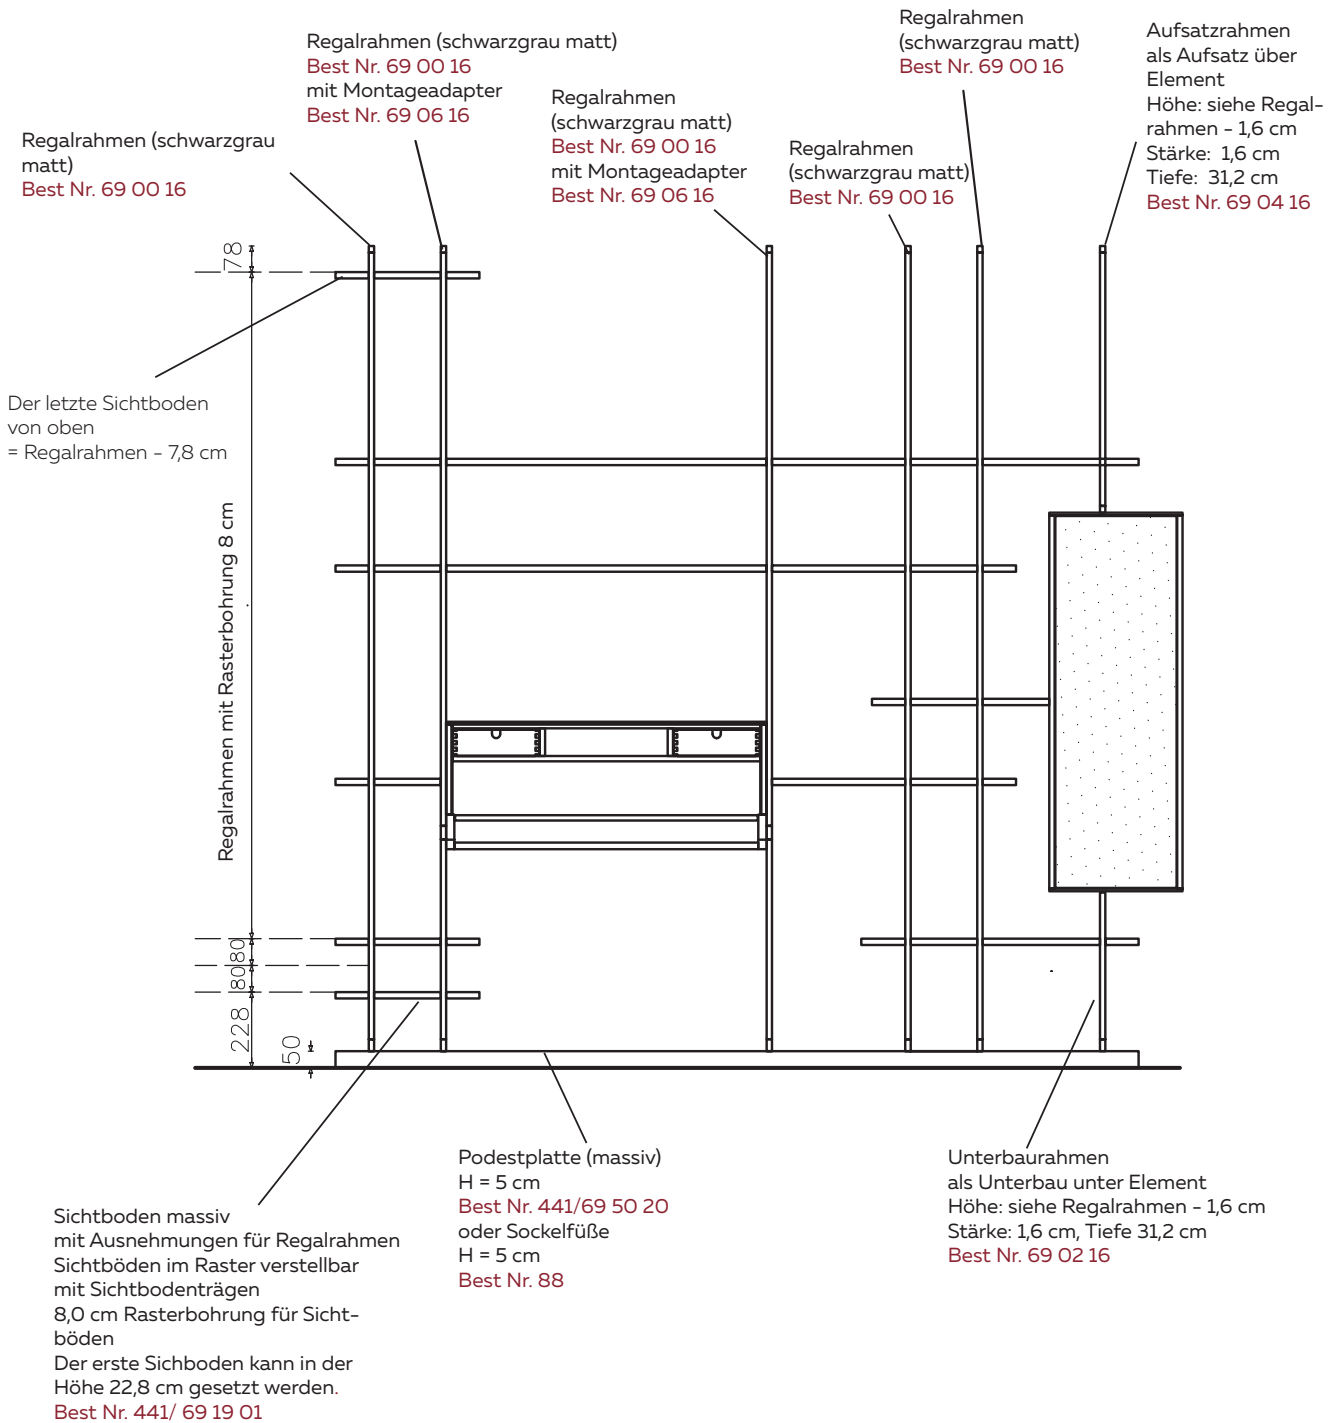 Regalrahmen (schwarzgrau
matt)
Best Nr. 69 00 16
Regalrahmen (schwarzgrau matt)
Best Nr. 69 00 16
mit Montageadapter
Best Nr. 69 06 16
Regalrahmen
(schwarzgrau matt)
Best Nr. 69 00 16
mit Montageadapter
Best Nr. 69 06 16
Regalrahmen
(schwarzgrau matt)
Best Nr. 69 00 16
Regalrahmen
(schwarzgrau matt)
Best Nr. 69 00 16
Aufsatzrahmen
als Aufsatz über
Element
Höhe: siehe Regal-
rahmen - 1,6 cm
Stärke: 1,6 cm
Tiefe: 31,2 cm
Best Nr. 69 04 16
78
Der letzte Sichtboden
von oben
= Regalrahmen - 7,8 cm
Regalrahmen mit Rasterbohrung 8 cm
80
80
228
50
Sichtboden massiv
mit Ausnehmungen für Regalrahmen
Sichtböden im Raster verstellbar
mit Sichtbodenträgen
8,0 cm Rasterbohrung für Sicht-
böden
Der erste Sichboden kann in der
Höhe 22,8 cm gesetzt werden.
Best Nr. 441/ 69 19 01
Podestplatte (massiv)
H = 5 cm
Best Nr. 441/69 50 20
oder Sockelfüße
H = 5 cm
Best Nr. 88
Unterbaurahmen
als Unterbau unter Element
Höhe: siehe Regalrahmen - 1,6 cm
Stärke: 1,6 cm, Tiefe 31,2 cm
Best Nr. 69 02 16